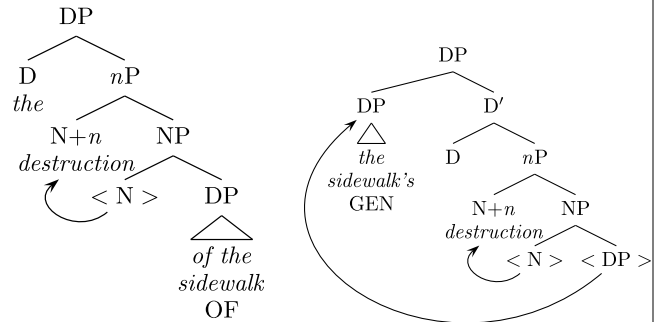 DP
D
nP
the
N+n
NP
destruction
< N >
DP
of the
sidewalk
OF
DP
DP
D′
the
sidewalk's
GEN
D
nP
N+n
NP
destruction
< N >
< DP >